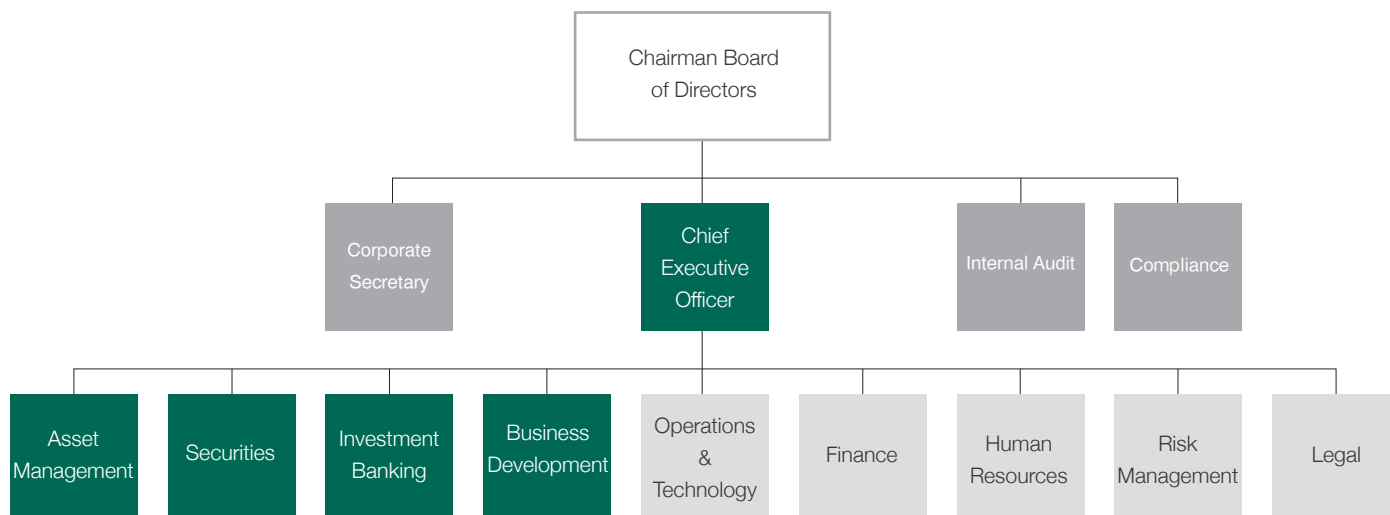 Chairman Board
of Directors
Corporate
Secretary
Chief
Executive
Officer
Internal Audit
Compliance
Asset
Management
Securities
Investment
Banking
Business
Development
Operations
&
Technology
Finance
Human
Resources
Risk
Management
Legal